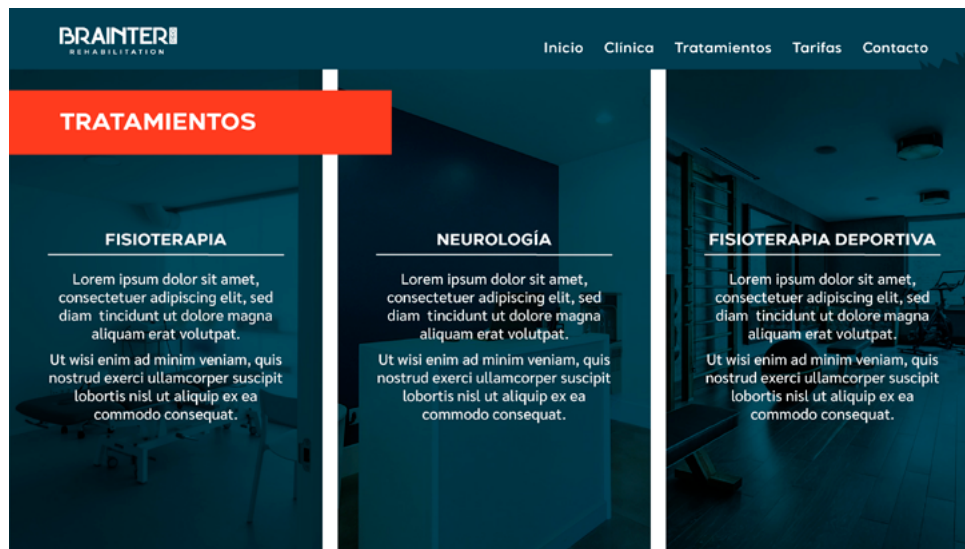 BRAINTER
REHABILITATION
Inicio Clínica Tratamientos Tarifas Contacto
TRATAMIENTOS
FISIOTERAPIA
Lorem ipsum dolor sit amet,
consectetuer adipiscing elit, sed
diam tincidunt ut dolore magna
aliquam erat volutpat.
Ut wisi enim ad minim veniam, quis
nostrud exerci ullamcorper suscipit
lobortis nisl ut aliquip ex ea
commodo consequat.
NEUROLOGÍA
Lorem ipsum dolor sit amet,
consectetuer adipiscing elit, sed
diam tincidunt ut dolore magna
aliquam erat volutpat.
Ut wisi enim ad minim veniam, quis
nostrud exerci ullamcorper suscipit
lobortis nisl ut aliquip ex ea
commodo consequat.
FISIOTERAPIA DEPORTIVA
Lorem ipsum dolor sit amet,
consectetuer adipiscing elit, sed
diam tincidunt ut dolore magna
aliquam erat volutpat.
Ut wisi enim ad minim veniam, quis
nostrud exerci ullamcorper suscipit
lobortis nisl ut aliquip ex ea
commodo consequat.